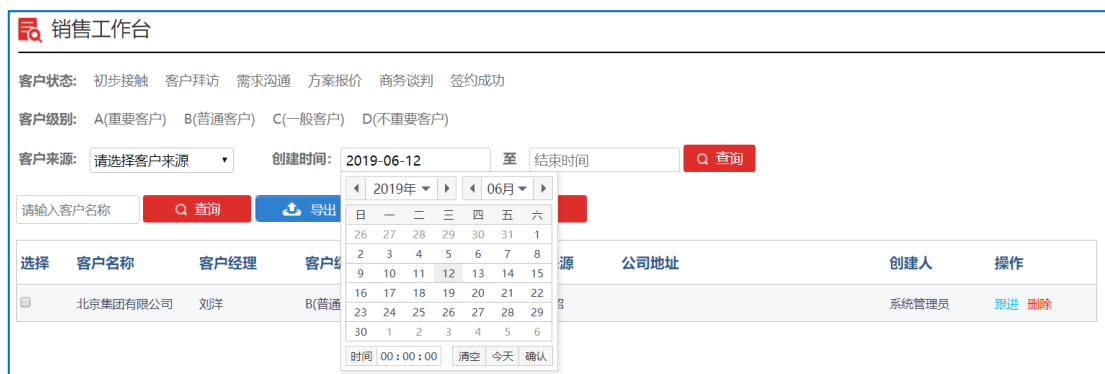 销售工作台
客户状态: 初步接触 客户拜访 需求沟通 方案报价 商务谈判 签约成功
客户级别: A(重要客户) B(普通客户) C(一般客户) D(不重要客户)
客户来源: 请选择客户来源 创建时间: 2019-06-12 至 结束时间 查询
请输入客户名称 查询 导出
2019年 06月
日 一 二 三 四 五 六
26 27 28 29 30 31 1
2 3 4 5 6 7 8
9 10 11 12 13 14 15
16 17 18 19 20 21 22
23 24 25 26 27 28 29
30 1 2 3 4 5 6
时间 00:00:00 清空 今天 确认
选择 客户名称 客户经理 客户 源 公司地址 创建人 操作
北京集团有限公司 刘洋 B(普通 系统管理员 跟进 删除